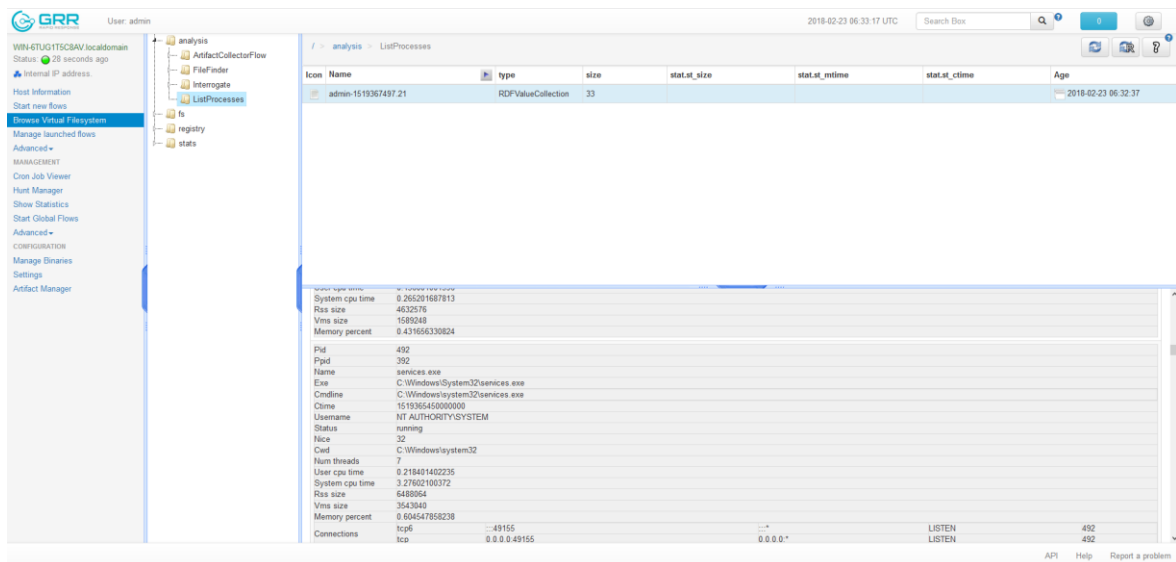 GRR User: admin 2018-02-23 06:33:17 UTC Search Box 0
WIN-6TUG1T5C8AV.localdomain
Status: 28 seconds ago
Internal IP address.
Host Information
Start new flows
Browse Virtual Filesystem
Manage launched flows
Advanced
MANAGEMENT
Cron Job Viewer
Hunt Manager
Show Statistics
Start Global Flows
Advanced
CONFIGURATION
Manage Binaries
Settings
Artifact Manager
analysis
ArtifactCollectorFlow
FileFinder
Interrogate
ListProcesses
fs
registry
stats
/ analysis ListProcesses
Icon Name type size stat.st_size stat.st_mtime stat.st_ctime Age
admin-1519367497.21 RDFValueCollection 33 2018-02-23 06:32:37
System cpu time 0.265201687813
Rss size 4632576
Vms size 1589248
Memory percent 0.431656330824
Pid 492
Ppid 392
Name services.exe
Exe C:\Windows\System32\services.exe
Cmdline C:\Windows\system32\services.exe
Ctime 1519365450000000
Username NT AUTHORITY\SYSTEM
Status running
Nice 32
Cwd C:\Windows\system32
Num threads 7
User cpu time 0.218401402235
System cpu time 3.27602100372
Rss size 6488064
Vms size 3543040
Memory percent 0.604547858238
Connections
tcp6 :::49155 :::* LISTEN 492
tcp 0.0.0.0:49155 0.0.0.0:* LISTEN 492
API Help Report a problem